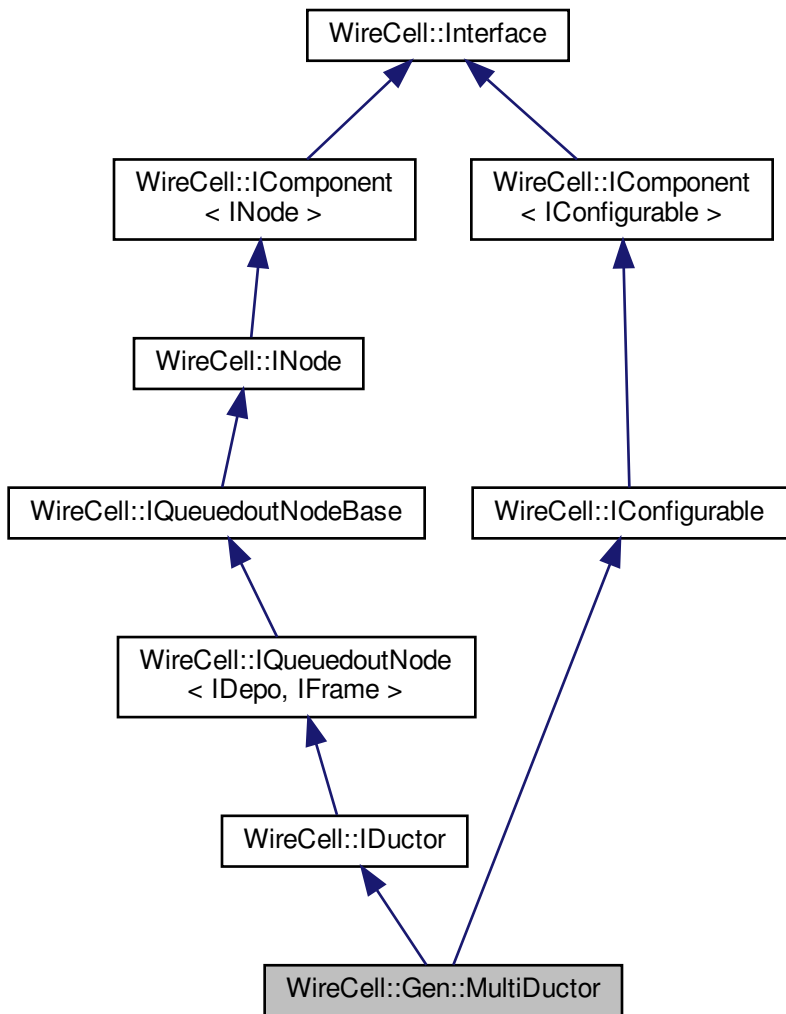 WireCell::Interface
WireCell::IComponent
< INode >
WireCell::IComponent
< IConfigurable >
WireCell::INode
WireCell::IQueuedoutNodeBase
WireCell::IConfigurable
WireCell::IQueuedoutNode
< IDepo, IFrame >
WireCell::IDuctor
WireCell::Gen::MultiDuctor